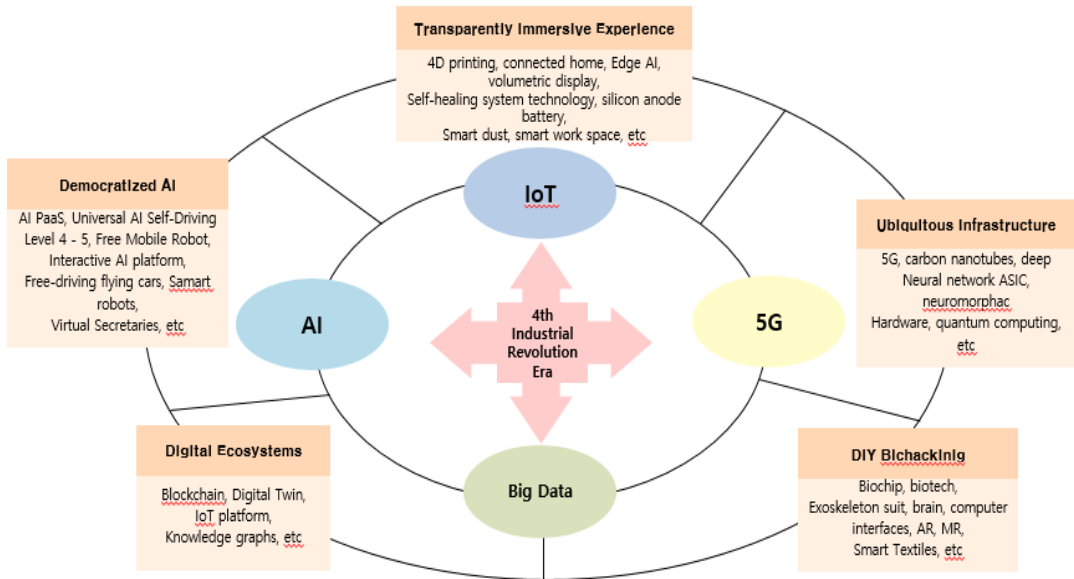 Transparently Immersive Experience
4D printing, connected home, Edge AI,
volumetric display,
Self-healing system technology, silicon anode
battery,
Smart dust, smart work space, etc
Democratized AI
AI PaaS, Universal AI Self-Driving
Level 4 - 5, Free Mobile Robot,
Interactive AI platform,
Free-driving flying cars, Samart
robots,
Virtual Secretaries, etc
IoT
Ubiquitous Infrastructure
5G, carbon nanotubes, deep
Neural network ASIC,
neuromorphac
Hardware, quantum computing,
etc
AI
4th
Industrial
Revolution
Era
5G
Digital Ecosystems
Blockchain, Digital Twin,
IoT platform,
Knowledge graphs, etc
Big Data
DIY Bichackinig
Biochip, biotech,
Exoskeleton suit, brain, computer
interfaces, AR, MR,
Smart Textiles, etc